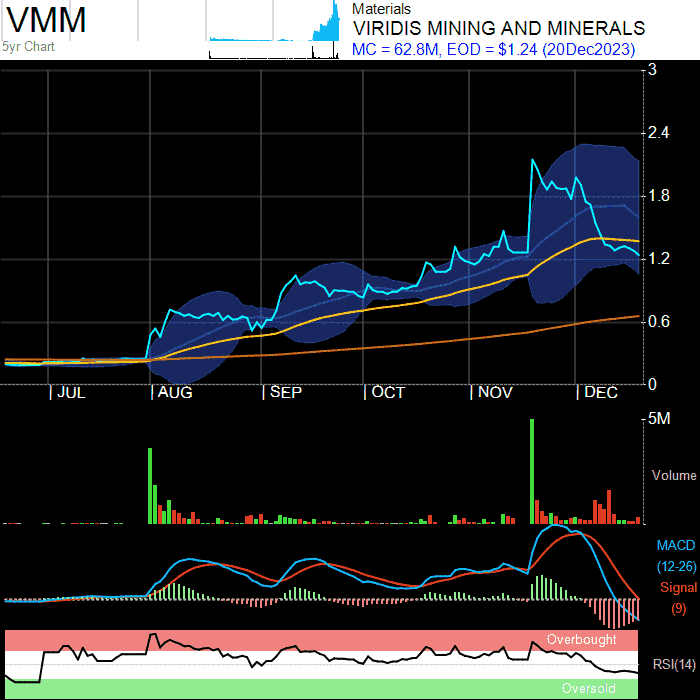 VMM
5yr Chart
Materials
VIRIDIS MINING AND MINERALS
MC = 62.8M, EOD = $1.24 (20Dec2023)
3
2.4
1.8
1.2
0.6
0
JUL AUG SEP OCT NOV DEC
5M
Volume
MACD
(12-26)
Signal
(9)
Overbought
RSI(14)
Oversold